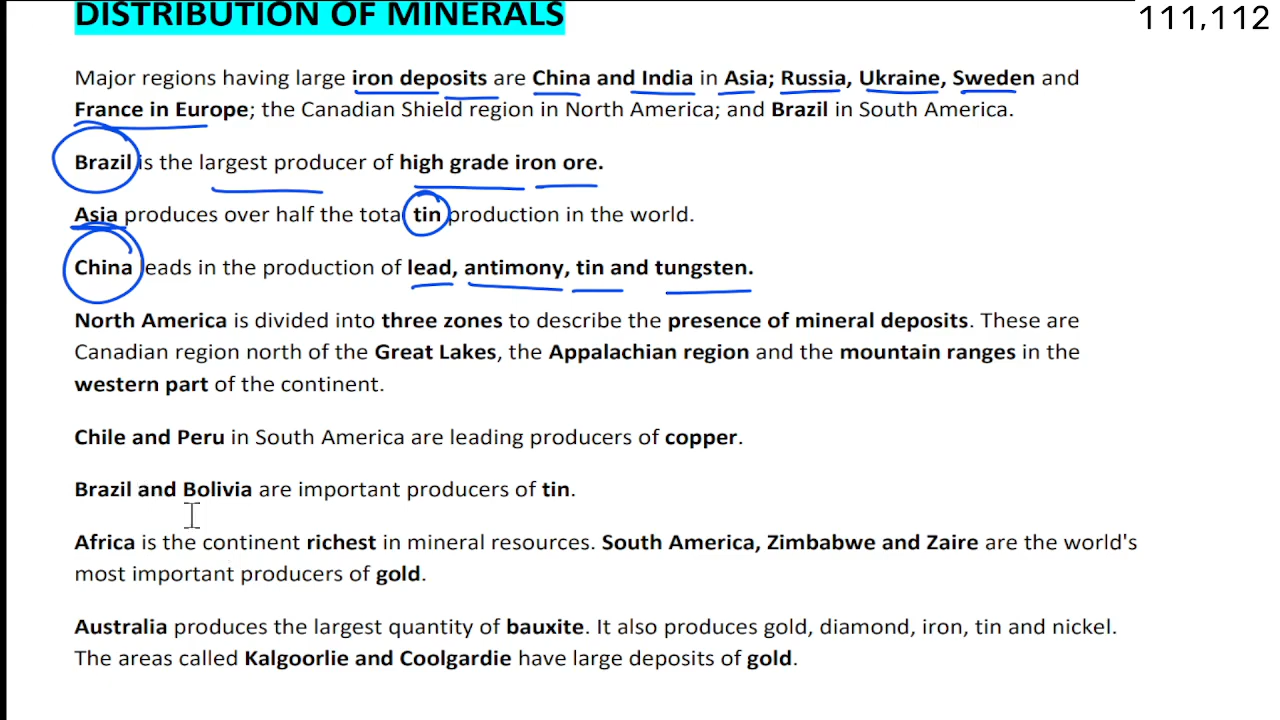 DISTRIBUTION OF MINERALS
111,112
Major regions having large iron deposits are China and India in Asia; Russia, Ukraine, Sweden and
France in Europe; the Canadian Shield region in North America; and Brazil in South America.
Brazil is the largest producer of high grade iron ore.
Asia produces over half the total tin production in the world.
China leads in the production of lead, antimony, tin and tungsten.
North America is divided into three zones to describe the presence of mineral deposits. These are
Canadian region north of the Great Lakes, the Appalachian region and the mountain ranges in the
western part of the continent.
Chile and Peru in South America are leading producers of copper.
Brazil and Bolivia are important producers of tin.
Africa is the continent richest in mineral resources. South America, Zimbabwe and Zaire are the world's
most important producers of gold.
Australia produces the largest quantity of bauxite. It also produces gold, diamond, iron, tin and nickel.
The areas called Kalgoorlie and Coolgardie have large deposits of gold.